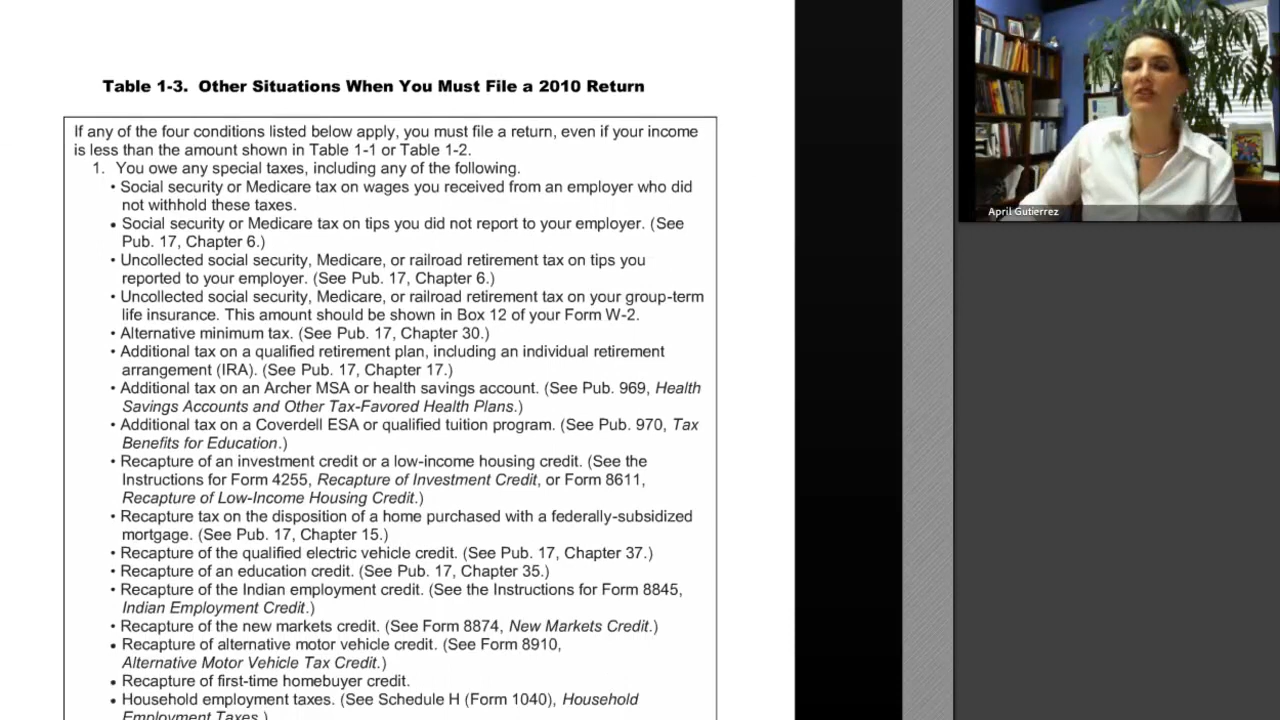 Table 1-3. Other Situations When You Must File a 2010 Return
If any of the four conditions listed below apply, you must file a return, even if your income
is less than the amount shown in Table 1-1 or Table 1-2.
1. You owe any special taxes, including any of the following.
• Social security or Medicare tax on wages you received from an employer who did
not withhold these taxes.
• Social security or Medicare tax on tips you did not report to your employer. (See
Pub. 17, Chapter 6.)
• Uncollected social security, Medicare, or railroad retirement tax on tips you
reported to your employer. (See Pub. 17, Chapter 6.)
• Uncollected social security, Medicare, or railroad retirement tax on your group-term
life insurance. This amount should be shown in Box 12 of your Form W-2.
• Alternative minimum tax. (See Pub. 17, Chapter 30.)
• Additional tax on a qualified retirement plan, including an individual retirement
arrangement (IRA). (See Pub. 17, Chapter 17.)
• Additional tax on an Archer MSA or health savings account. (See Pub. 969, Health
Savings Accounts and Other Tax-Favored Health Plans.)
• Additional tax on a Coverdell ESA or qualified tuition program. (See Pub. 970, Tax
Benefits for Education.)
• Recapture of an investment credit or a low-income housing credit. (See the
Instructions for Form 4255, Recapture of Investment Credit, or Form 8611,
Recapture of Low-Income Housing Credit.)
• Recapture tax on the disposition of a home purchased with a federally-subsidized
mortgage. (See Pub. 17, Chapter 15.)
• Recapture of the qualified electric vehicle credit. (See Pub. 17, Chapter 37.)
• Recapture of an education credit. (See Pub. 17, Chapter 35.)
• Recapture of the Indian employment credit. (See the Instructions for Form 8845,
Indian Employment Credit.)
• Recapture of the new markets credit. (See Form 8874, New Markets Credit.)
• Recapture of alternative motor vehicle credit. (See Form 8910,
Alternative Motor Vehicle Tax Credit.)
• Recapture of first-time homebuyer credit.
• Household employment taxes. (See Schedule H (Form 1040), Household
Employment Taxes.)
April Gutierrez